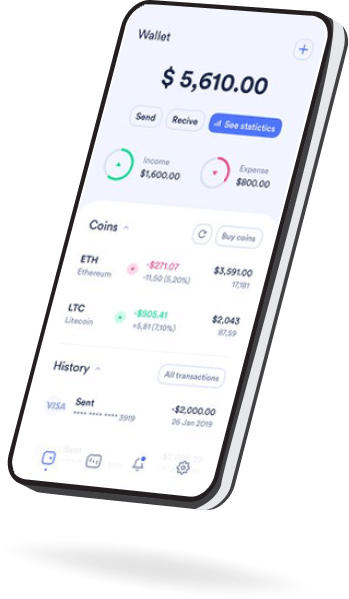 Wallet
$ 5,610.00
Send Recive See statictics
Income Expense
$1,600.00 $800.00
Coins Buy coins
ETH -$271.07 $3,591.00
Ethereum -11,50 (5,20%) 17,181
LTC -$505.41 $2,043
Litecoin +5,81 (7,10%) 87,59
History All transactions
VISA Sent -$2,000.00
**** **** **** 3919 26 Jan 2019
Sent